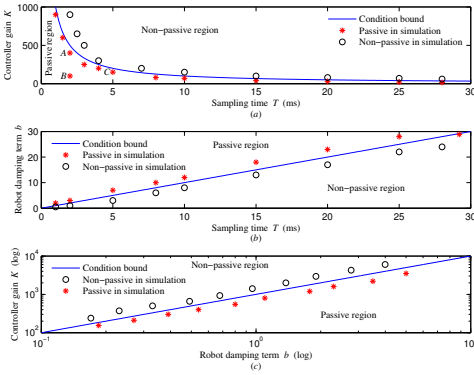 1000
500
0
Controller gain K
Passive region
Non−passive region
Condition bound
Passive in simulation
Non−passive in simulation
A
B
C
0 5 10 15 20 25 30
Sampling time T (ms)
(a)
30
20
10
0
Robot damping term b
Condition bound
Passive in simulation
Non−passive in simulation
Passive region
Non−passive region
0 5 10 15 20 25 30
Sampling time T (ms)
(b)
10^4
10^3
10^2
Controller gain K (log)
Condition bound
Non−passive in simulation
Passive in simulation
Non−passive region
Passive region
10^−1 10^0 10^1
Robot damping term b (log)
(c)